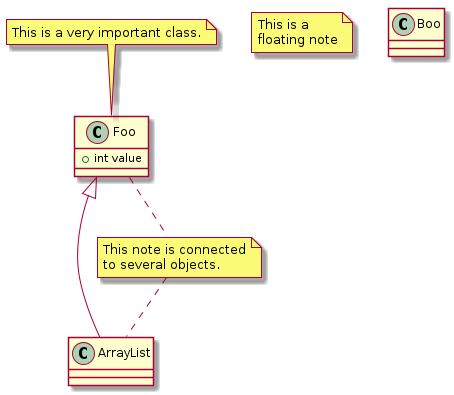 This is a very important class.
This is a
floating note
C Boo
C Foo
int value
This note is connected
to several objects.
C ArrayList